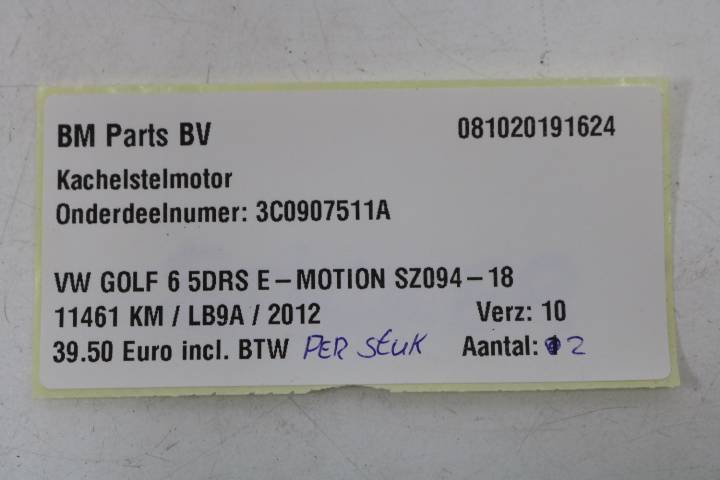 BM Parts BV 081020191624
Kachelstelmotor
Onderdeelnumer: 3C0907511A
VW GOLF 6 5DRS E-MOTION SZ094-18
11461 KM / LB9A / 2012 Verz: 10
39.50 Euro incl. BTW PER StUK Aantal: 2